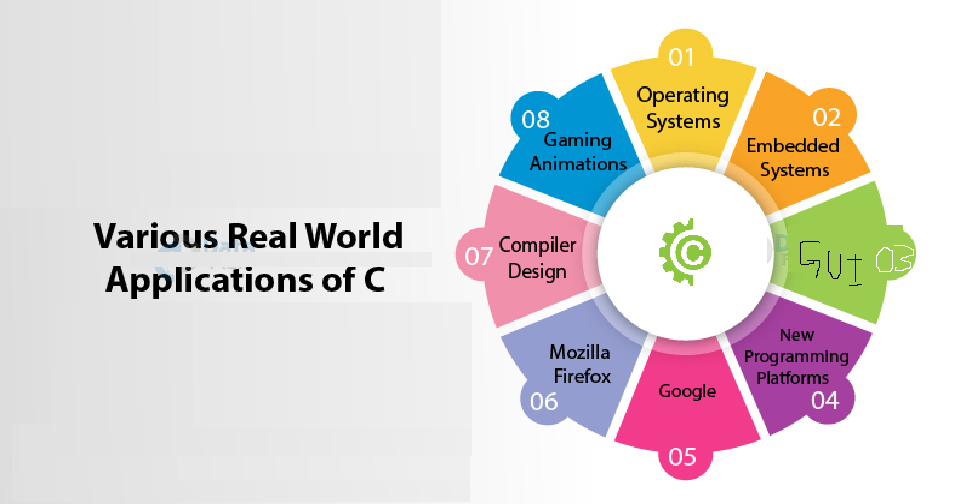 Various Real World
Applications of C
01
Operating
Systems
02
Embedded
Systems
GUI 03
New
Programming
Platforms
04
Google
05
Mozilla
Firefox
06
07
Compiler
Design
08
Gaming
Animations
C